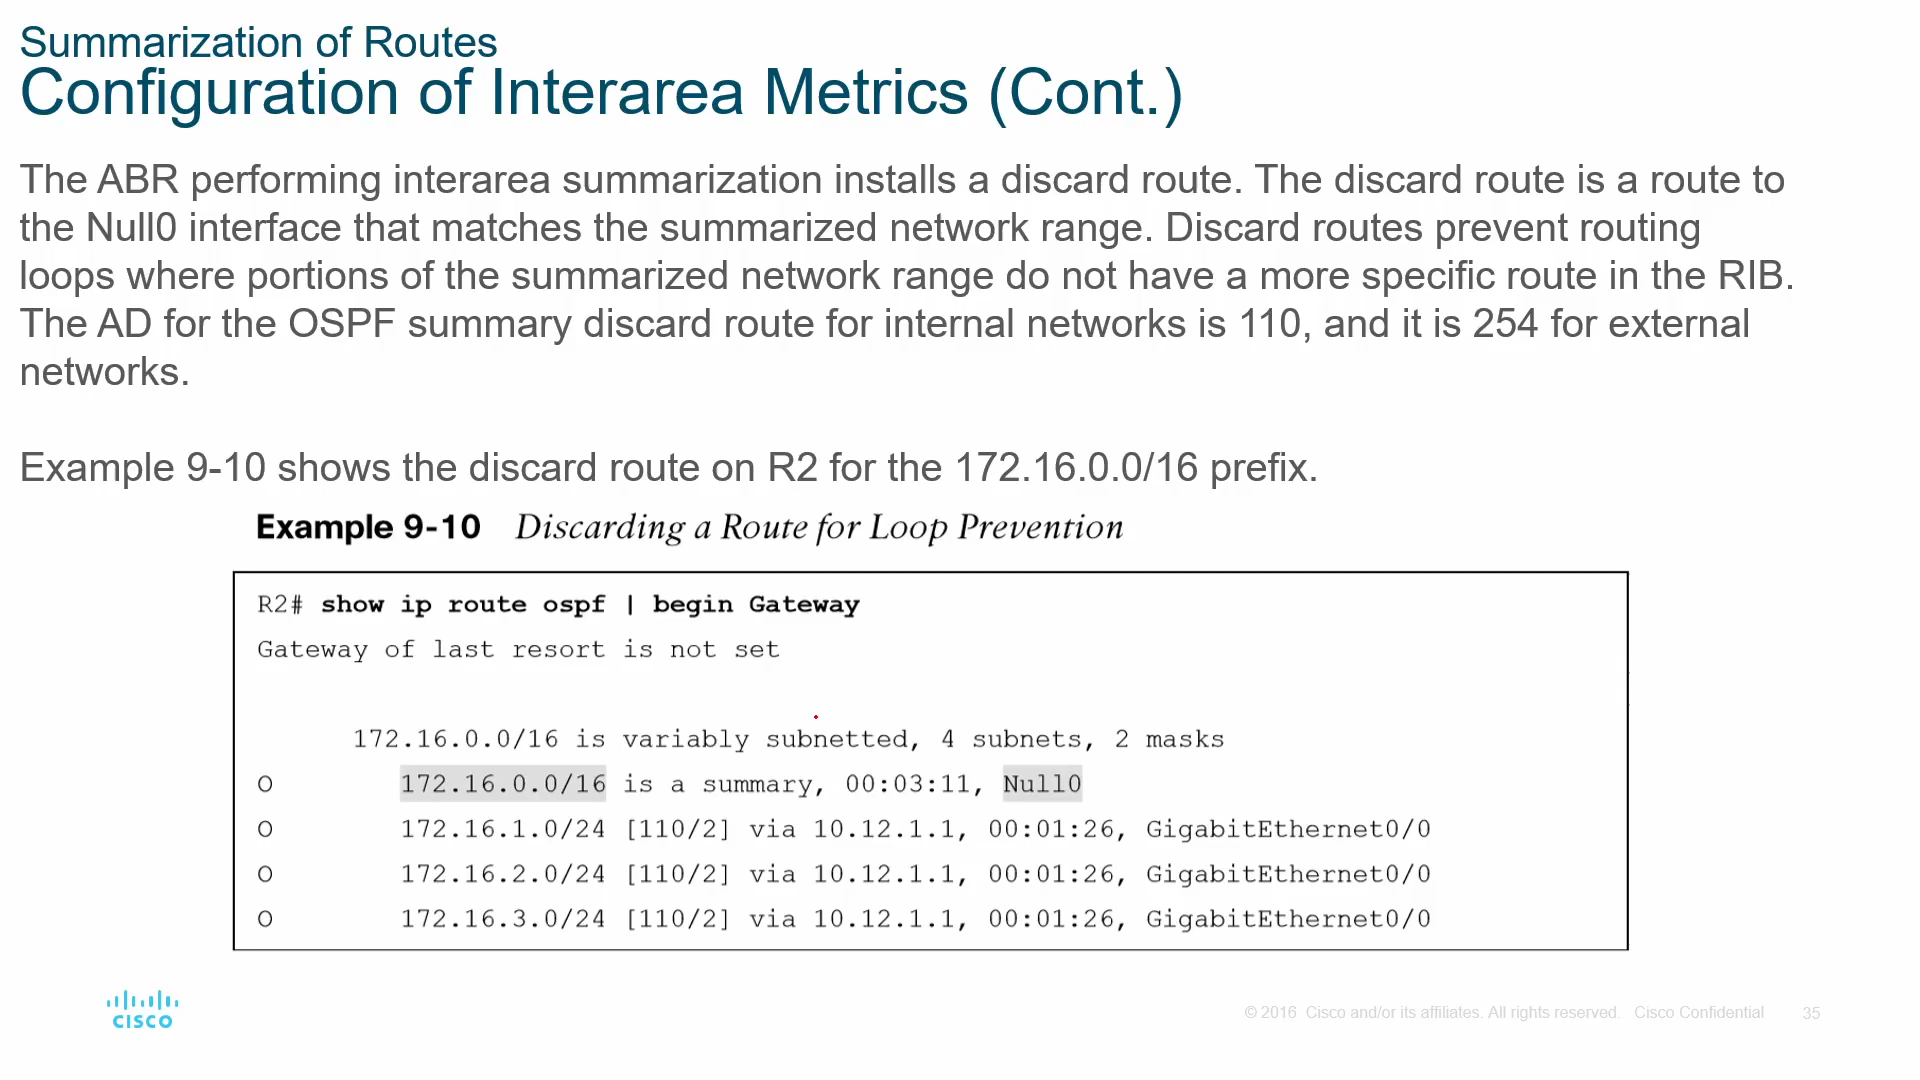 Summarization of Routes
Configuration of Interarea Metrics (Cont.)
The ABR performing interarea summarization installs a discard route. The discard route is a route to
the Null0 interface that matches the summarized network range. Discard routes prevent routing
loops where portions of the summarized network range do not have a more specific route in the RIB.
The AD for the OSPF summary discard route for internal networks is 110, and it is 254 for external
networks.
Example 9-10 shows the discard route on R2 for the 172.16.0.0/16 prefix.
Example 9-10 Discarding a Route for Loop Prevention
R2# show ip route ospf | begin Gateway
Gateway of last resort is not set
172.16.0.0/16 is variably subnetted, 4 subnets, 2 masks
O 172.16.0.0/16 is a summary, 00:03:11, Null0
O 172.16.1.0/24 [110/2] via 10.12.1.1, 00:01:26, GigabitEthernet0/0
O 172.16.2.0/24 [110/2] via 10.12.1.1, 00:01:26, GigabitEthernet0/0
O 172.16.3.0/24 [110/2] via 10.12.1.1, 00:01:26, GigabitEthernet0/0
CISCO
© 2016 Cisco and/or its affiliates. All rights reserved. Cisco Confidential 35